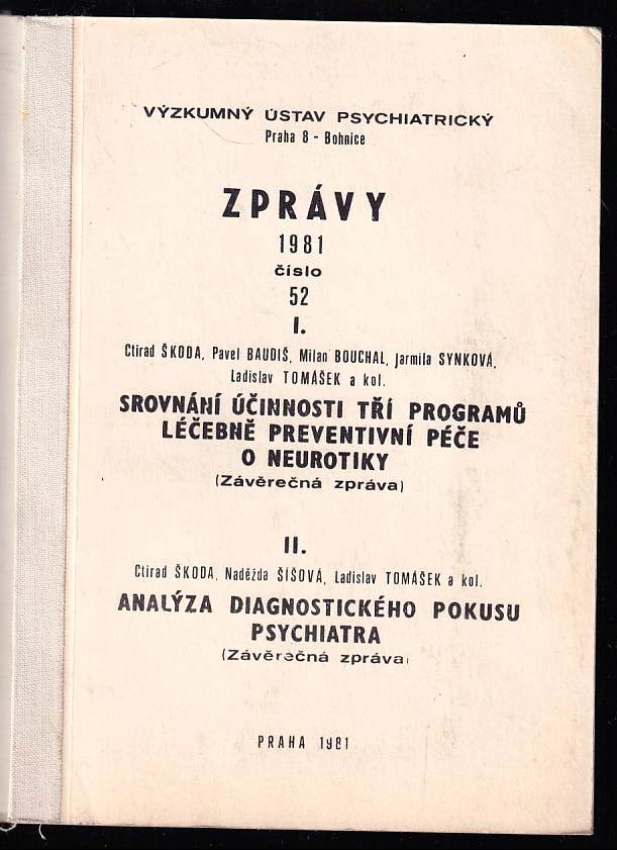 VÝZKUMNÝ ÚSTAV PSYCHIATRICKÝ
Praha 8 - Bohnice
ZPRÁVY
1981
číslo
52
I.
Ctirad ŠKODA, Pavel BAUDIŠ, Milan BOUCHAL, Jarmila SYNKOVÁ,
Ladislav TOMÁŠEK a kol.
SROVNÁNÍ ÚČINNOSTI TŘÍ PROGRAMŮ
LÉČEBNĚ PREVENTIVNÍ PÉČE
O NEUROTIKY
(Závěrečná zpráva)
II.
Ctirad ŠKODA, Naděžda ŠÍŠOVÁ, Ladislav TOMÁŠEK a kol.
ANALÝZA DIAGNOSTICKÉHO POKUSU
PSYCHIATRA
(Závěrečná zpráva)
PRAHA 1981